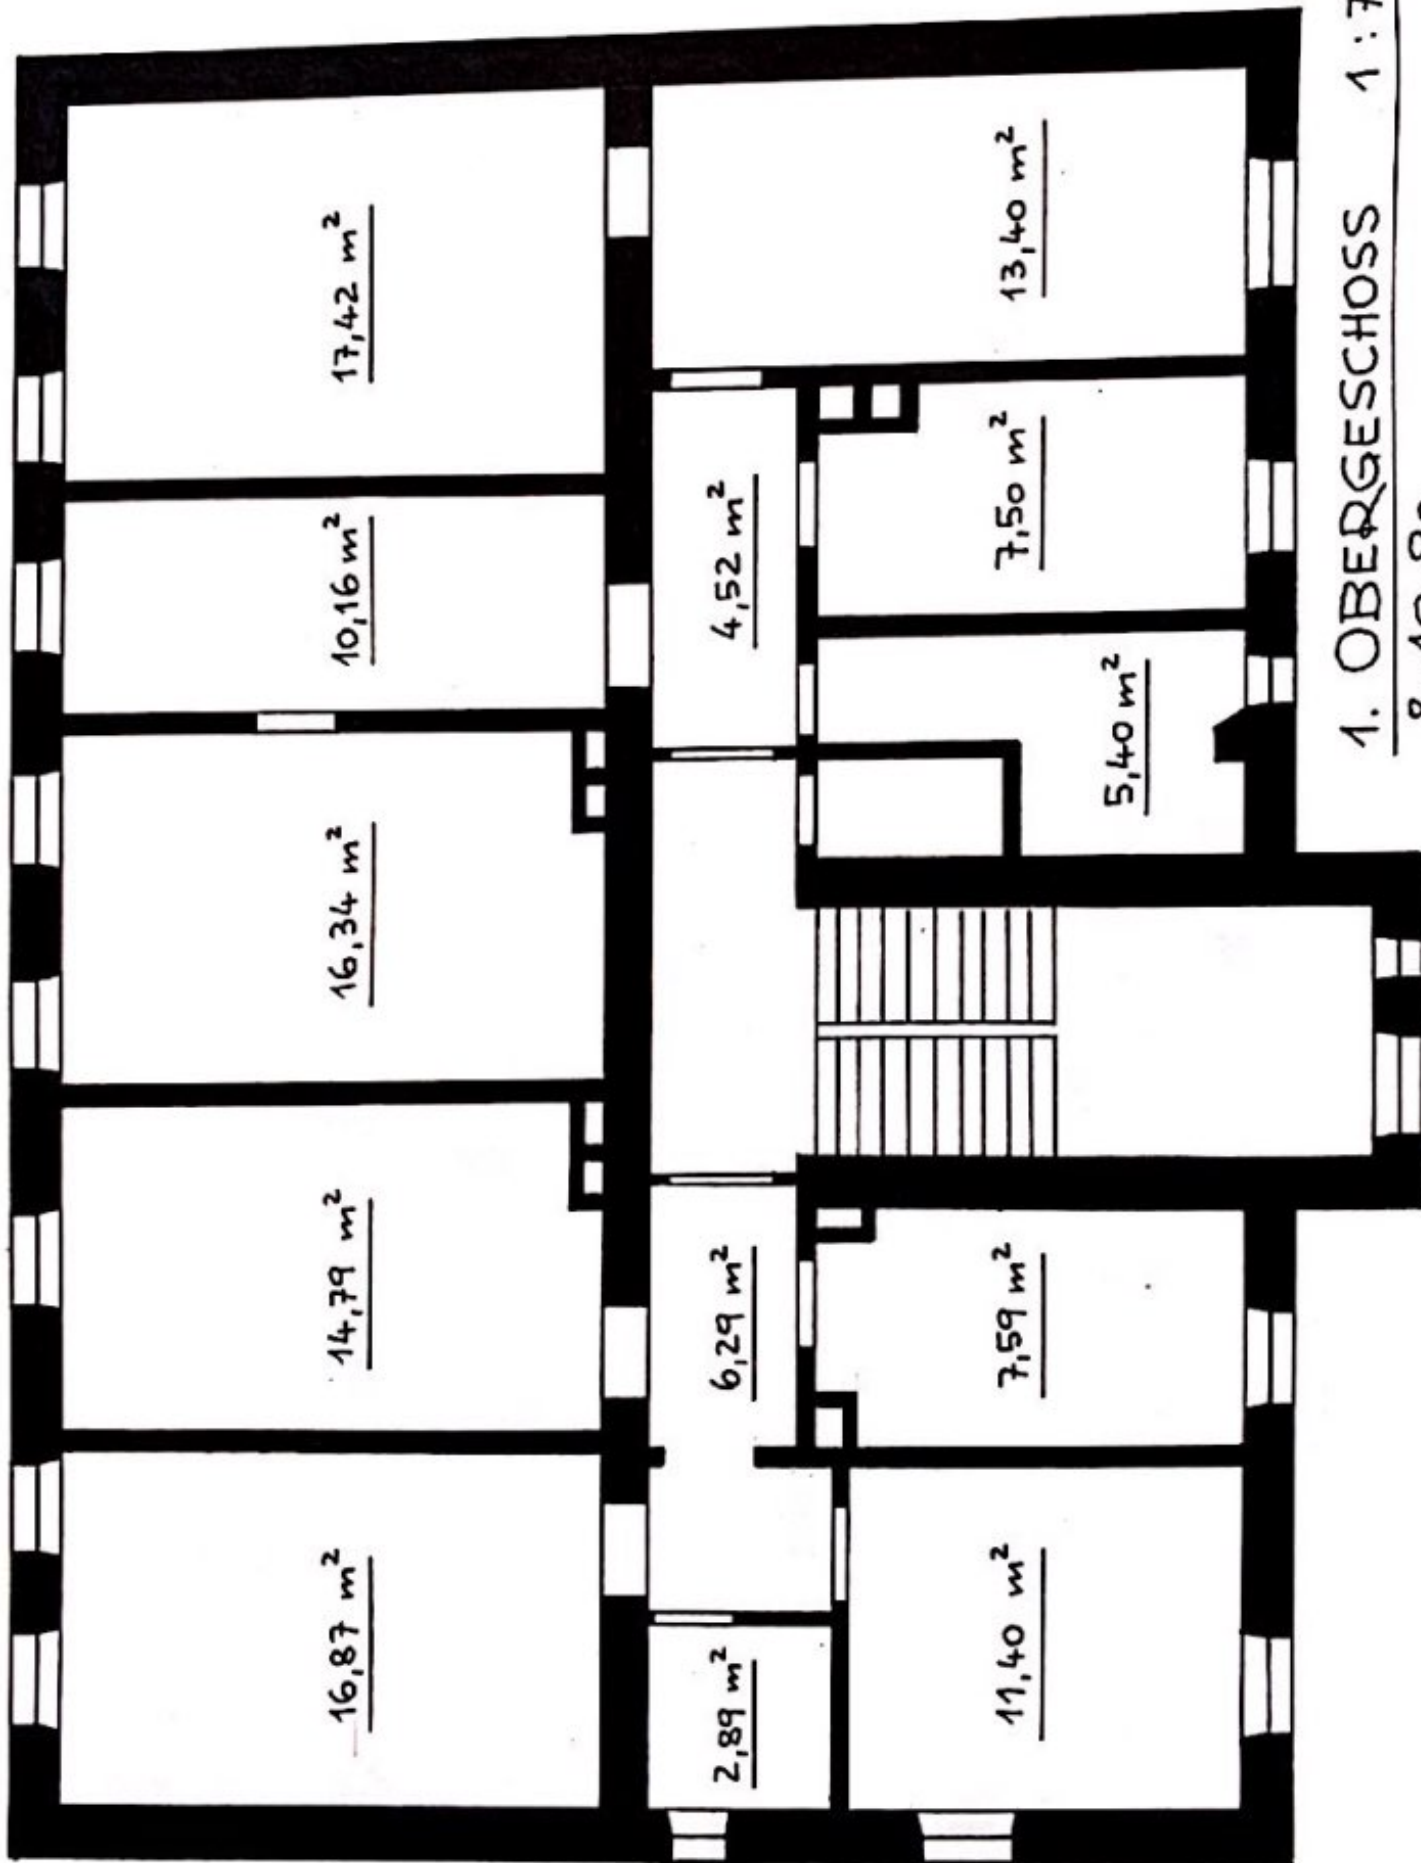 17,42 m²
13,40 m²
10,16 m²
4,52 m²
7,50 m²
16,34 m²
5,40 m²
14,79 m²
6,29 m²
7,59 m²
16,87 m²
2,89 m²
11,40 m²
1. OBERGESCHOSS 1:7